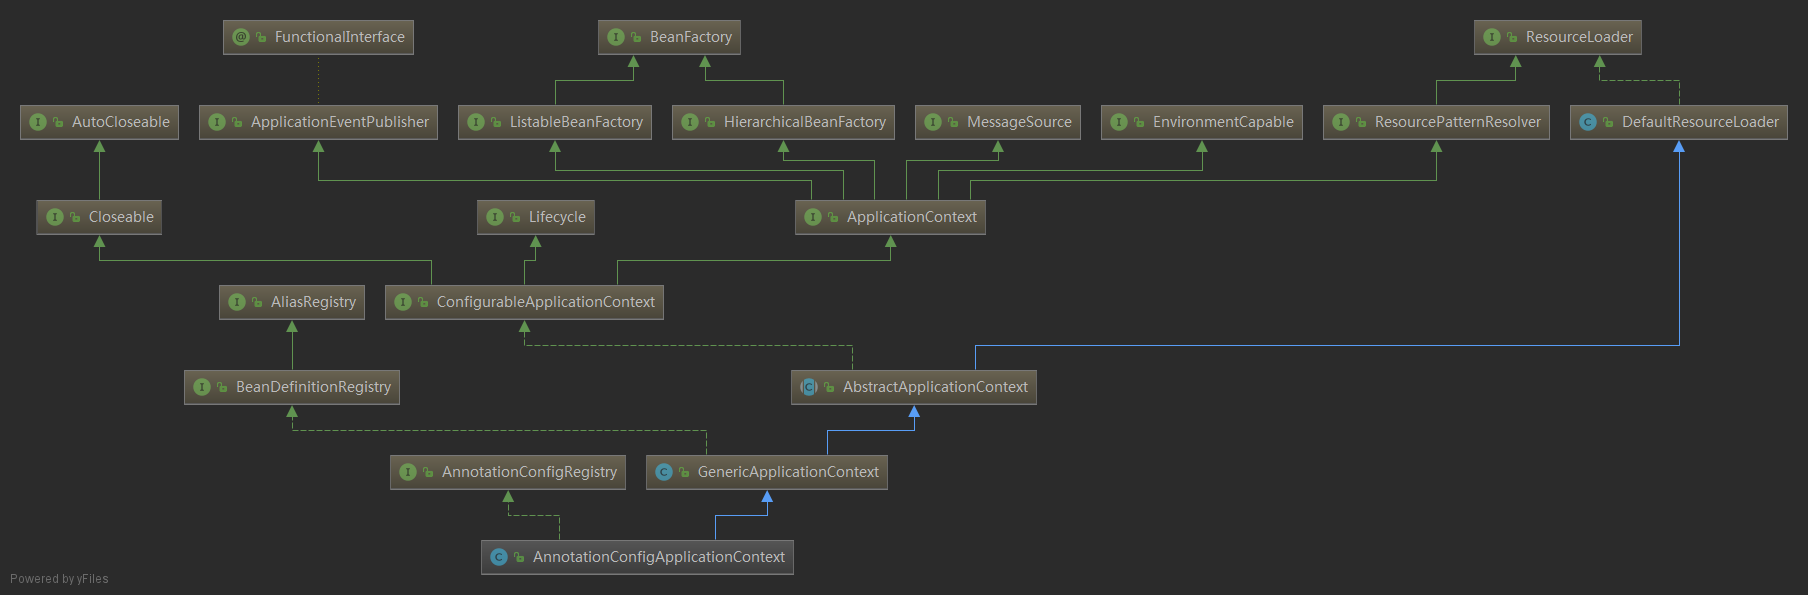 FunctionalInterface
BeanFactory
ResourceLoader
AutoCloseable
ApplicationEventPublisher
ListableBeanFactory
HierarchicalBeanFactory
MessageSource
EnvironmentCapable
ResourcePatternResolver
DefaultResourceLoader
Closeable
Lifecycle
ApplicationContext
AliasRegistry
ConfigurableApplicationContext
BeanDefinitionRegistry
AbstractApplicationContext
AnnotationConfigRegistry
GenericApplicationContext
AnnotationConfigApplicationContext
Powered by yFiles